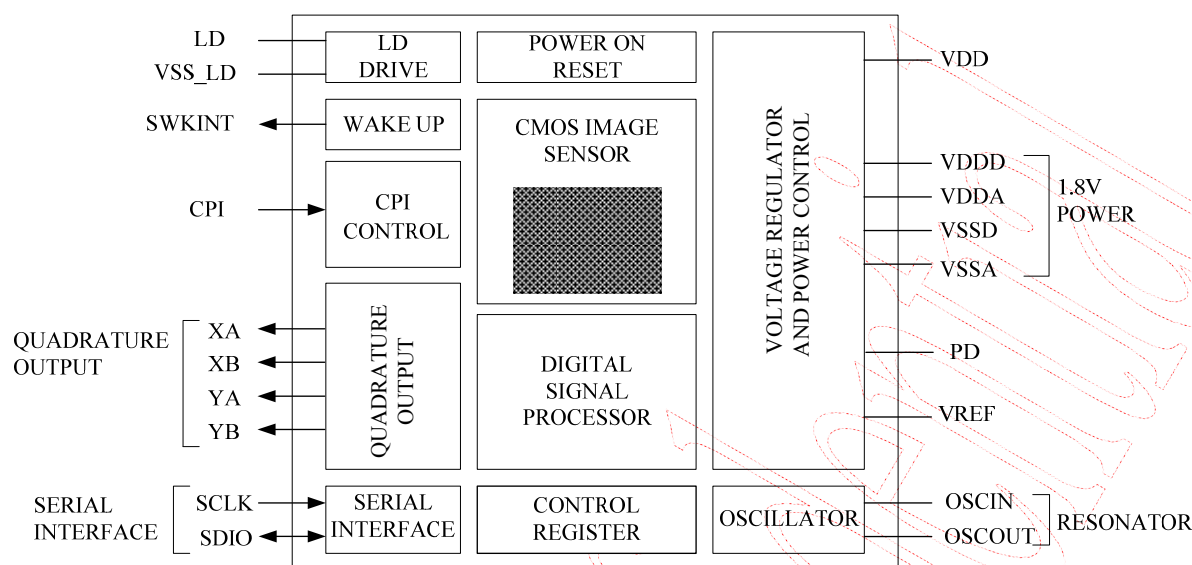 LD
VSS_LD
SWKINT
CPI
QUADRATURE
OUTPUT
XA
XB
YA
YB
SERIAL
INTERFACE
SCLK
SDIO
LD
DRIVE
WAKE UP
CPI
CONTROL
QUADRATURE
OUTPUT
SERIAL
INTERFACE
POWER ON
RESET
CMOS IMAGE
SENSOR
DIGITAL
SIGNAL
PROCESSOR
CONTROL
REGISTER
VOLTAGE REGULATOR
AND POWER CONTROL
OSCILLATOR
VDD
VDDD
VDDA
VSSD
VSSA
1.8V
POWER
PD
VREF
OSCIN
OSCOUT
RESONATOR